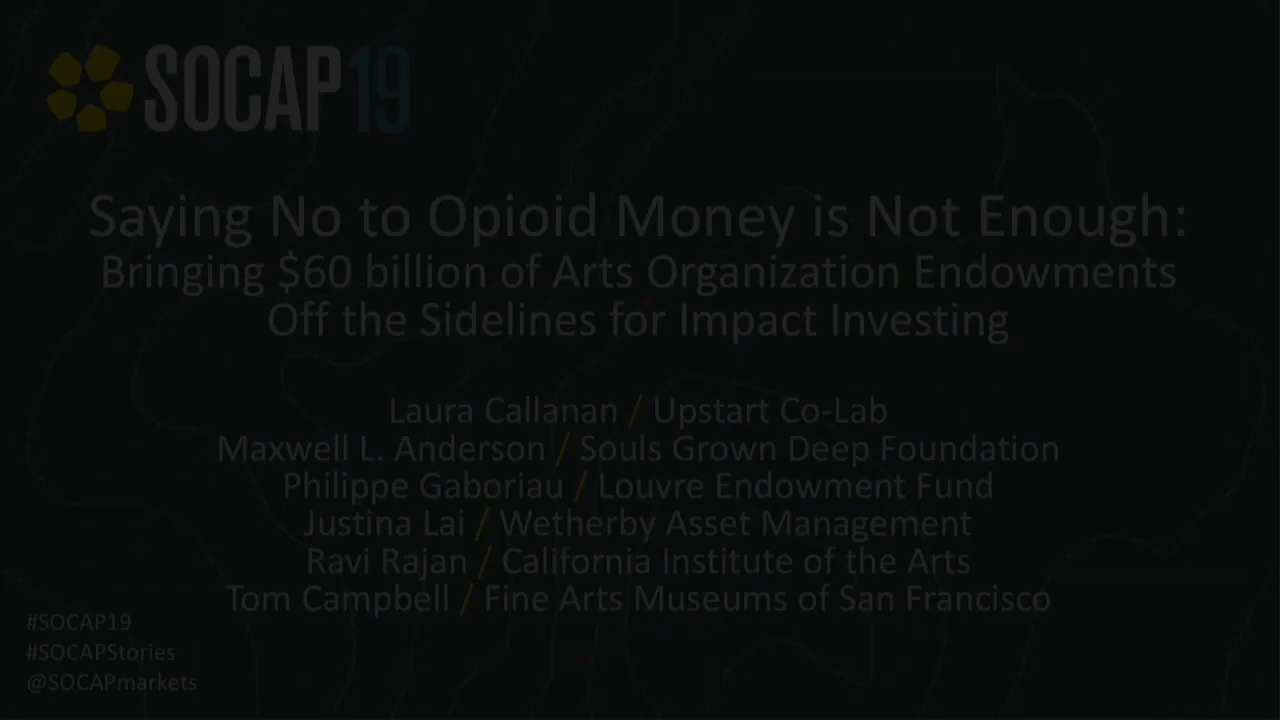 SOCAP19
Saying No to Opioid Money is Not Enough:
Bringing $60 billion of Arts Organization Endowments
Off the Sidelines for Impact Investing
Laura Callanan / Upstart Co-Lab
Maxwell L. Anderson / Souls Grown Deep Foundation
Philippe Gaboriau / Louvre Endowment Fund
Justina Lai / Wetherby Asset Management
Ravi Rajan / California Institute of the Arts
Tom Campbell / Fine Arts Museums of San Francisco
#SOCAP19
#SOCAPStories
@SOCAPmarkets